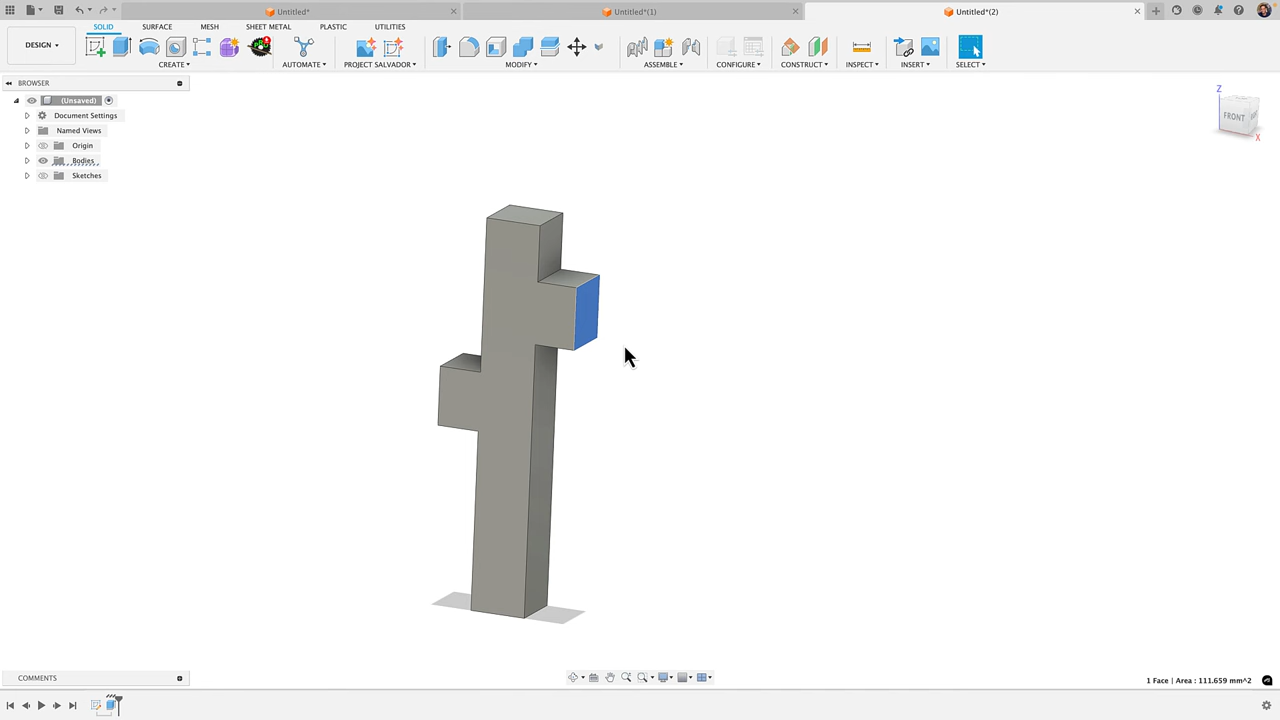 Untitled*
Untitled*(1)
Untitled*(2)
SOLID
SURFACE
MESH
SHEET METAL
PLASTIC
UTILITIES
DESIGN
CREATE
AUTOMATE
PROJECT SALVADOR
MODIFY
ASSEMBLE
CONFIGURE
CONSTRUCT
INSPECT
INSERT
SELECT
BROWSER
(Unsaved)
Document Settings
Named Views
Origin
Bodies
Sketches
Z
FRONT
X
COMMENTS
1 Face | Area : 111.659 mm^2